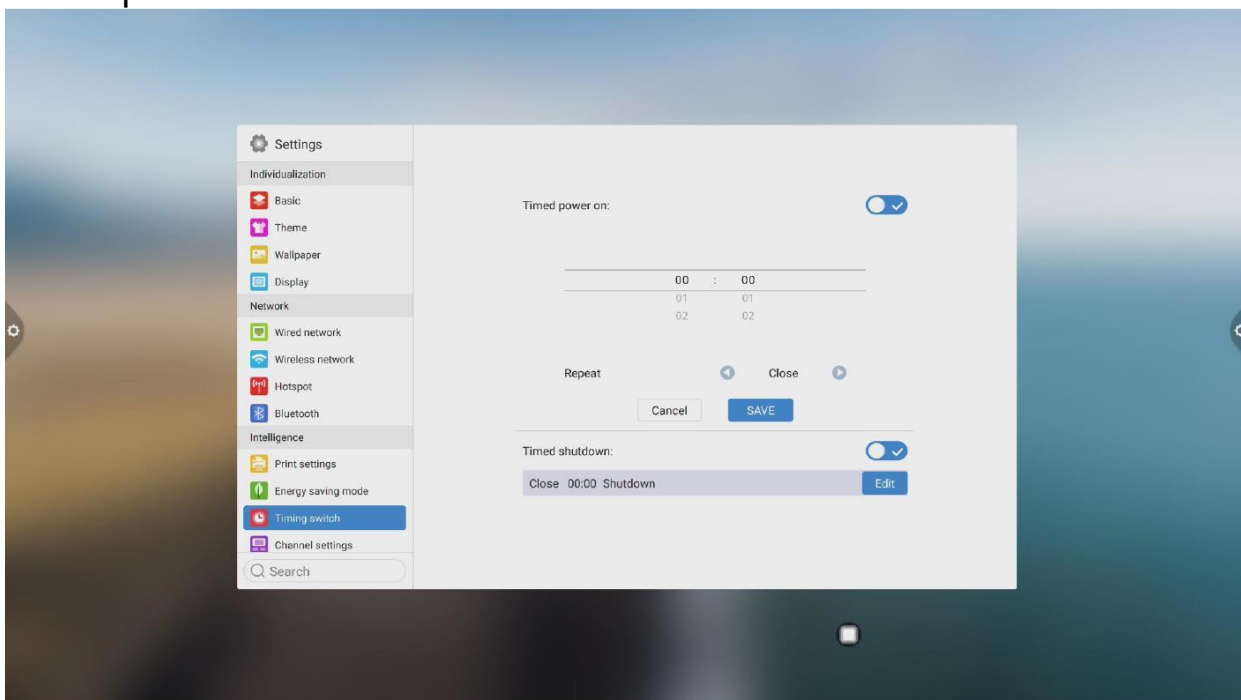 Settings
Individualization
Basic
Theme
Wallpaper
Display
Network
Wired network
Wireless network
Hotspot
Bluetooth
Intelligence
Print settings
Energy saving mode
Timing switch
Channel settings
Search
Timed power on:
00 : 00
01 01
02 02
Repeat Close
Cancel SAVE
Timed shutdown:
Close 00:00 Shutdown Edit